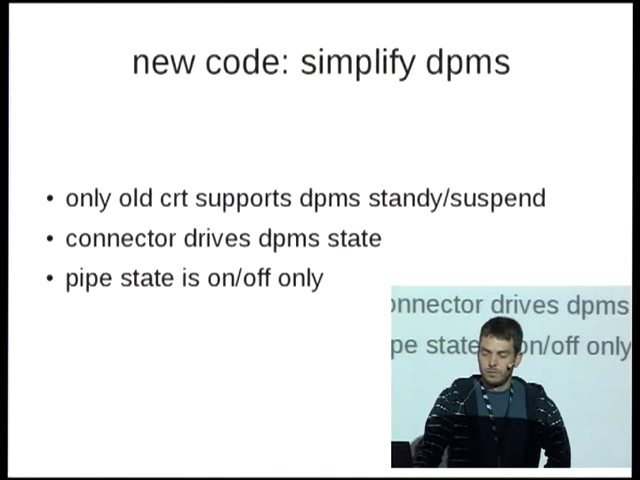 new code: simplify dpms
• only old crt supports dpms standy/suspend
• connector drives dpms state
• pipe state is on/off only
onnector drives dpms
pe state on/off only